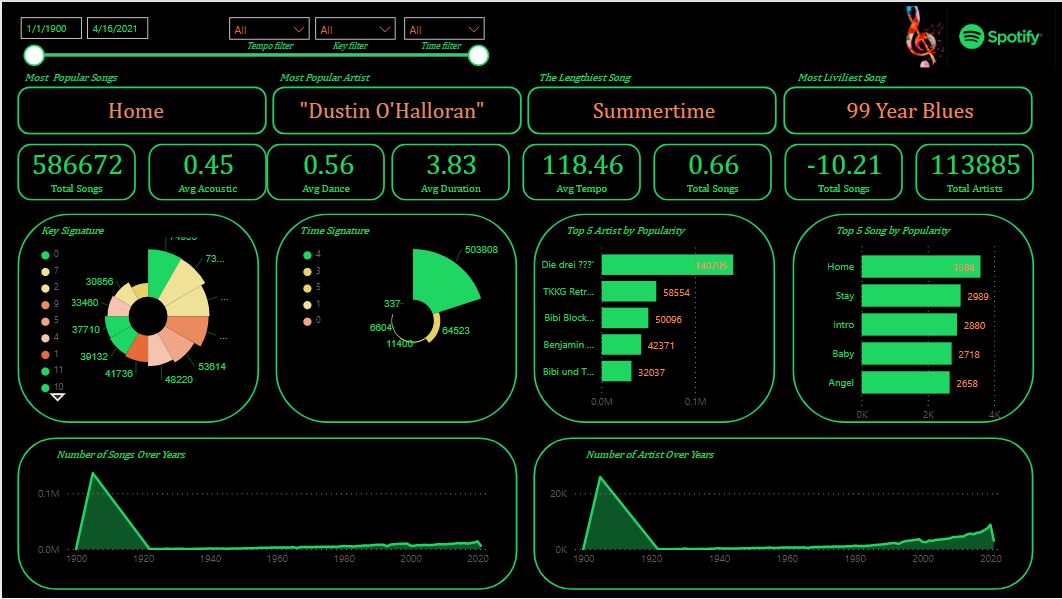 1/1/1900
4/16/2021
All
All
All
Tempo filter
Key filter
Time filter
Spotify
Most Popular Songs
Most Popular Artist
The Lengthiest Song
Most Liviliest Song
Home
"Dustin O'Halloran"
Summertime
99 Year Blues
586672
0.45
0.56
3.83
118.46
0.66
-10.21
113885
Total Songs
Avg Acoustic
Avg Dance
Avg Duration
Avg Tempo
Total Songs
Total Songs
Total Artists
Key Signature
0
7
2
9
5
4
1
11
10
73...
...
...
53614
48220
41736
39132
37710
33460
30856
Time Signature
4
3
5
1
0
503808
64523
11400
6604
337
Top 5 Artist by Popularity
Die drei ???'
140705
TKKG Retr...
58554
Bibi Block...
50096
Benjamin ...
42371
Bibi und T...
32037
0.0M
0.1M
Top 5 Song by Popularity
Home
3568
Stay
2989
Intro
2880
Baby
2718
Angel
2658
0K
2K
4K
Number of Songs Over Years
0.1M
0.0M
1900
1920
1940
1960
1980
2000
2020
Number of Artist Over Years
20K
0K
1900
1920
1940
1960
1980
2000
2020